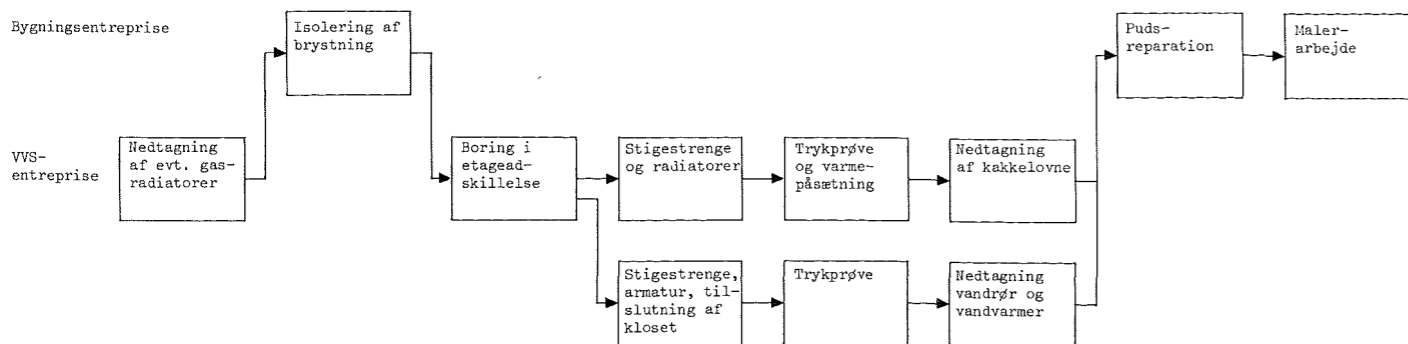 Bygningsentreprise
Isolering af
brystning
Puds-
reparation
Maler-
arbejde
VVS-
entreprise
Nedtagning
af evt. gas-
radiatorer
Boring i
etagead-
skillelse
Stigestrenge
og radiatorer
Trykprøve
og varme-
påsætning
Nedtagning
af kakkelovne
Stigestrenge,
armatur, til-
slutning af
kloset
Trykprøve
Nedtagning
vandrør og
vandvarmer